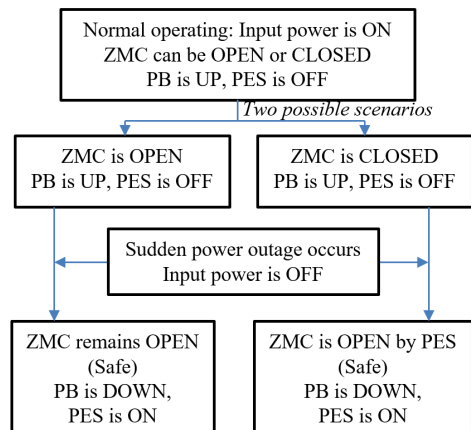 Normal operating: Input power is ON
ZMC can be OPEN or CLOSED
PB is UP, PES is OFF
Two possible scenarios
ZMC is OPEN
PB is UP, PES is OFF
ZMC is CLOSED
PB is UP, PES is OFF
Sudden power outage occurs
Input power is OFF
ZMC remains OPEN
(Safe)
PB is DOWN,
PES is ON
ZMC is OPEN by PES
(Safe)
PB is DOWN,
PES is ON